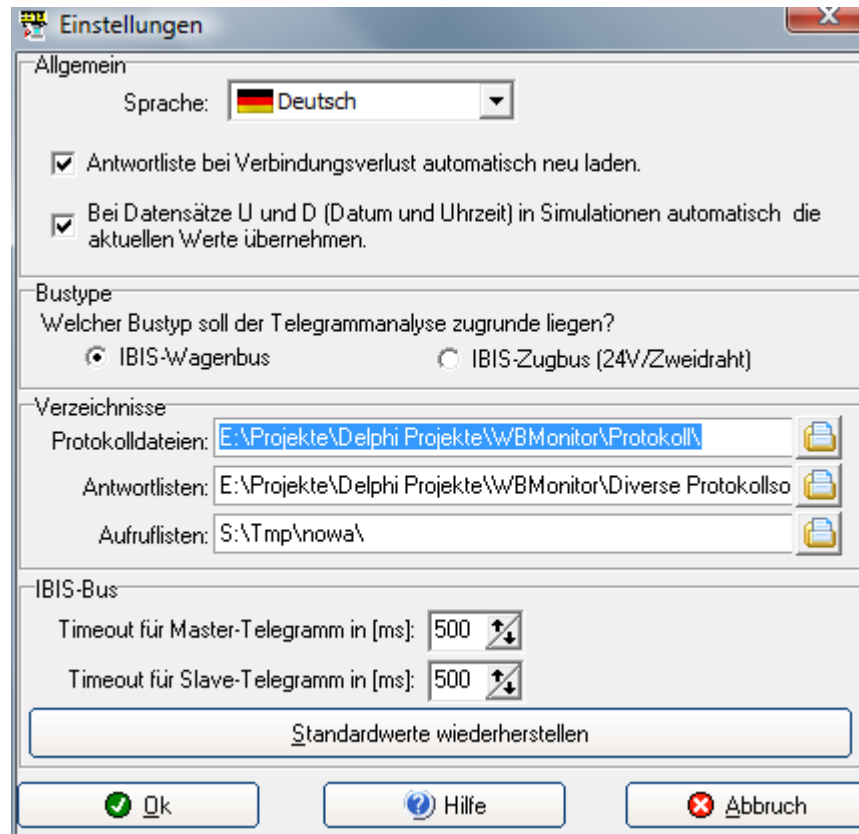 Einstellungen
Allgemein
Sprache: Deutsch
Antwortliste bei Verbindungsverlust automatisch neu laden.
Bei Datensätze U und D (Datum und Uhrzeit) in Simulationen automatisch die
aktuellen Werte übernehmen.
Bustype
Welcher Bustyp soll der Telegrammanalyse zugrunde liegen?
IBIS-Wagenbus IBIS-Zugbus (24V/Zweidraht)
Verzeichnisse
Protokolldateien: E:\Projekte\Delphi Projekte\WBMonitor\Protokoll\
Antwortlisten: E:\Projekte\Delphi Projekte\WBMonitor\Diverse Protokollso
Aufruflisten: S:\Tmp\nowa\
IBIS-Bus
Timeout für Master-Telegramm in [ms]: 500
Timeout für Slave-Telegramm in [ms]: 500
Standardwerte wiederherstellen
Ok Hilfe Abbruch